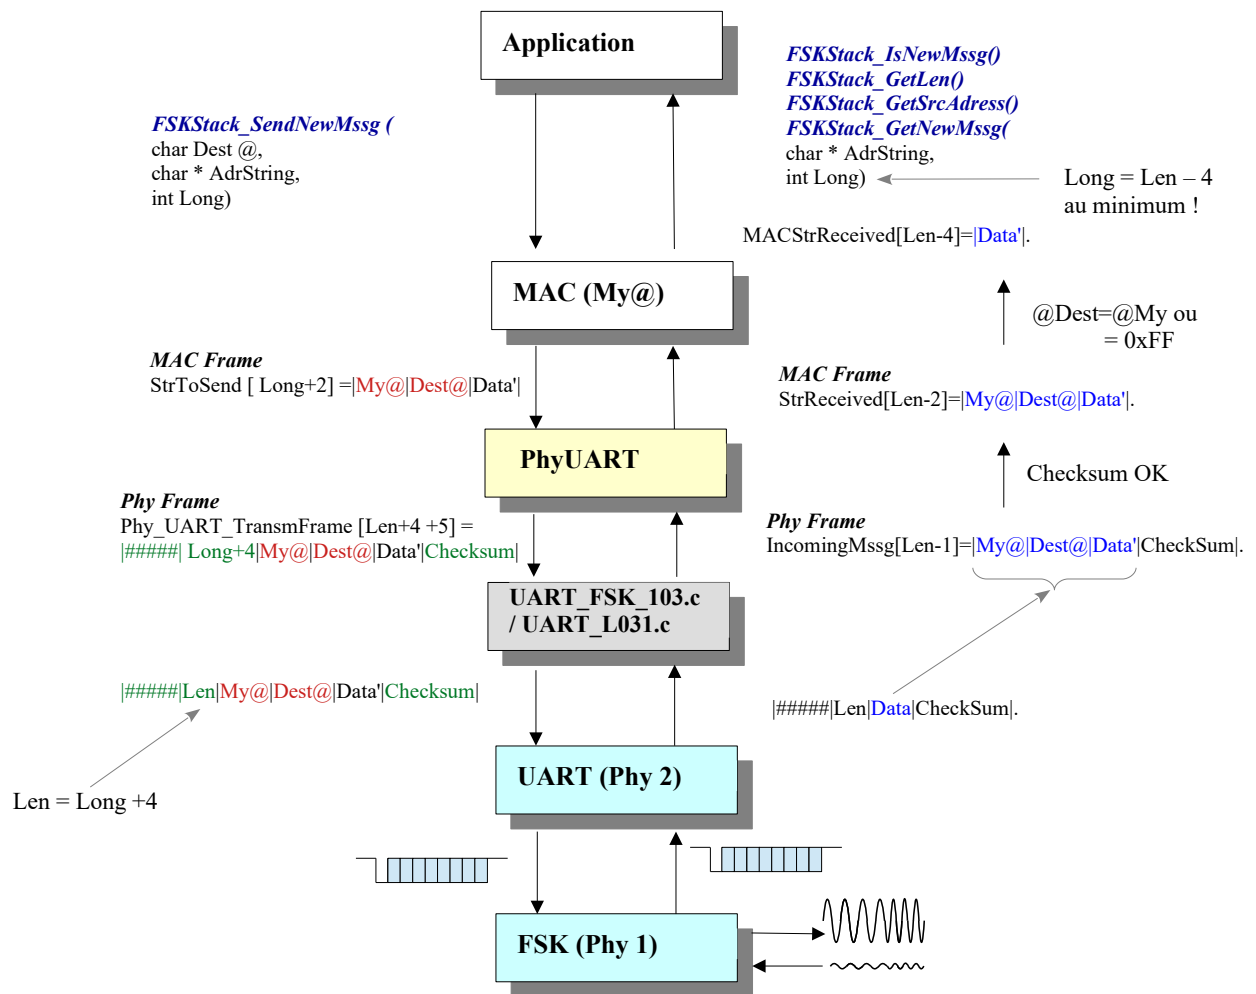 Application
FSKStack_IsNewMssg()
FSKStack_GetLen()
FSKStack_GetSrcAdress()
FSKStack_GetNewMssg(
char * AdrString,
int Long)
FSKStack_SendNewMssg (
char Dest @,
char * AdrString,
int Long)
Long = Len – 4
au minimum !
MACStrReceived[Len-4]=|Data'|.
MAC (My@)
@Dest=@My ou
= 0xFF
MAC Frame
StrToSend [ Long+2] =|My@|Dest@|Data'|
MAC Frame
StrReceived[Len-2]=|My@|Dest@|Data'|.
PhyUART
Checksum OK
Phy Frame
Phy_UART_TransmFrame [Len+4 +5] =
|#####| Long+4|My@|Dest@|Data'|Checksum|
Phy Frame
IncomingMssg[Len-1]=|My@|Dest@|Data'|CheckSum|.
UART_FSK_103.c
/ UART_L031.c
|#####|Len|My@|Dest@|Data'|Checksum|
|#####|Len|Data|CheckSum|.
UART (Phy 2)
Len = Long +4
FSK (Phy 1)